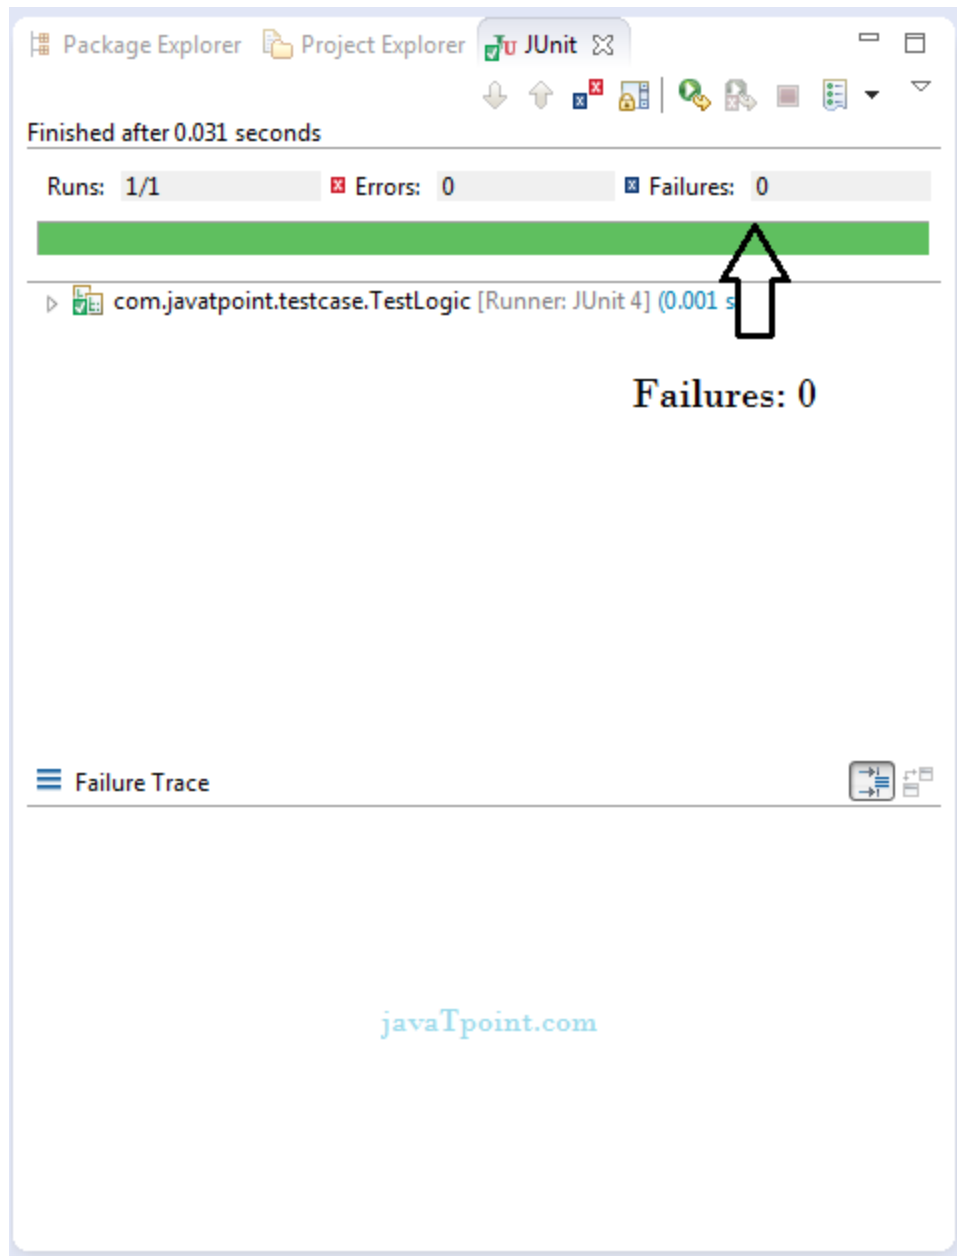 Package Explorer Project Explorer JU JUnit
Finished after 0.031 seconds
Runs: 1/1 Errors: 0 Failures: 0
com.javatpoint.testcase.TestLogic [Runner: JUnit 4] (0.001 s
Failures: 0
Failure Trace
javaTpoint.com